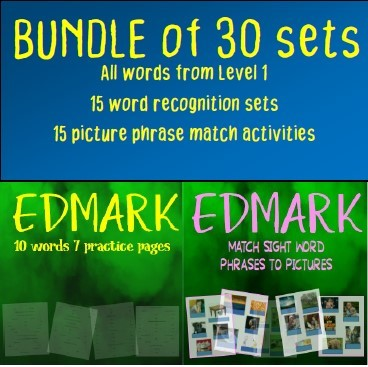 BUNDLE of 30 sets
All words from Level 1
15 word recognition sets
15 picture phrase match activities
EDMARK
10 words 7 practice pages
EDMARK
MATCH SIGHT WORD
PHRASES TO PICTURES